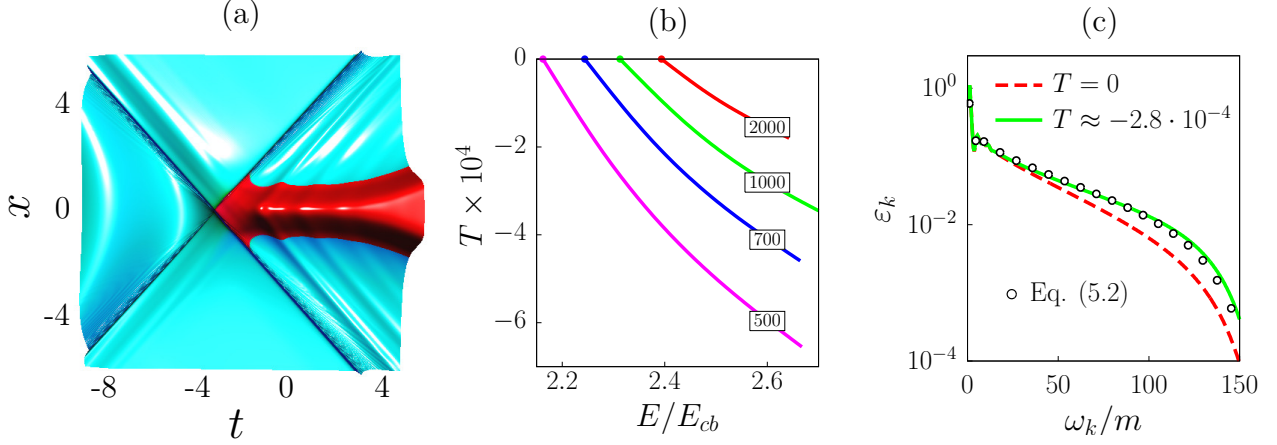 (a)
4
0
-4
x
-8
-4
0
4
t
(b)
0
−2
−4
−6
T × 10⁴
2000
1000
700
500
2.2
2.4
2.6
E/E_{cb}
(c)
10⁰
10⁻²
10⁻⁴
ε_k
T = 0
T ≈ −2.8 · 10⁻⁴
Eq. (5.2)
0
50
100
150
ω_k/m